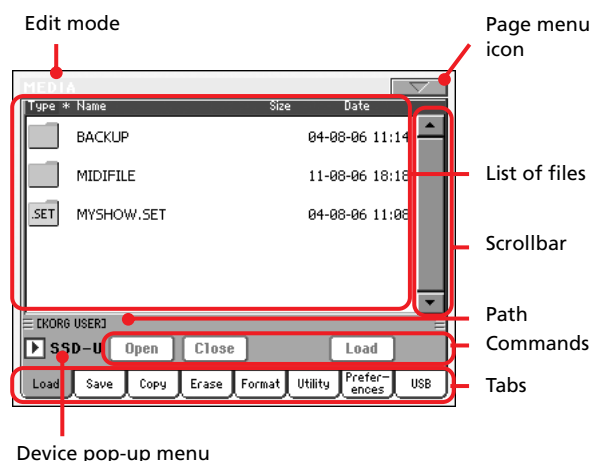 Edit mode
Page menu
icon
MEDIA
Type * Name Size Date
BACKUP 04-08-06 11:14
MIDIFILE 11-08-06 18:18
List of files
.SET MYSHOW.SET 04-08-06 11:08
Scrollbar
[KORG USER]
Path
SSD-U Open Close Load
Commands
Load Save Copy Erase Format Utility Prefer-
ences USB
Tabs
Device pop-up menu